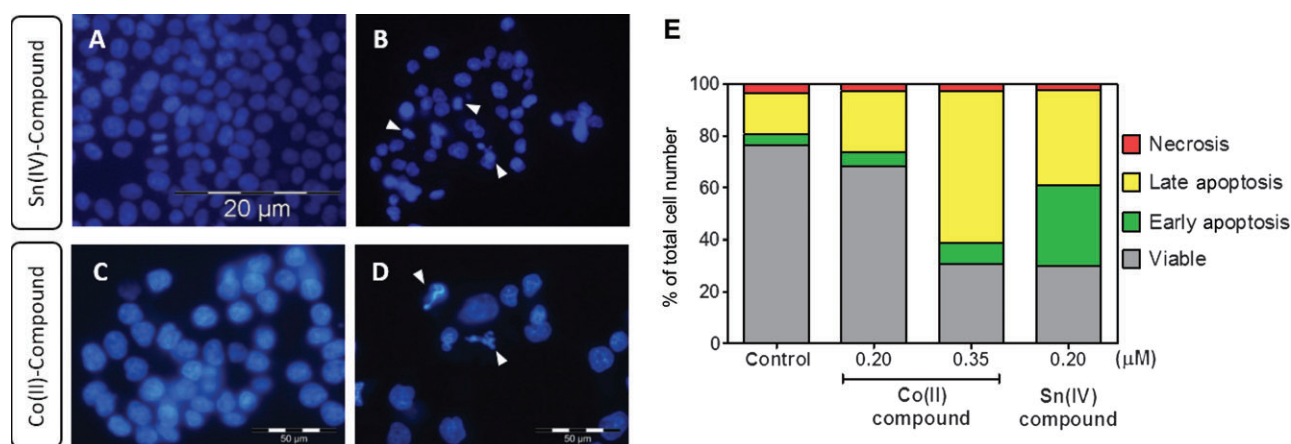 Sn(IV)-Compound
A
B
20 µm
Co(II)-Compound
C
D
50 µm
50 µm
E
% of total cell number
100
80
60
40
20
0
Control
0.20
0.35
0.20
(µM)
Co(II)
compound
Sn(IV)
compound
Necrosis
Late apoptosis
Early apoptosis
Viable